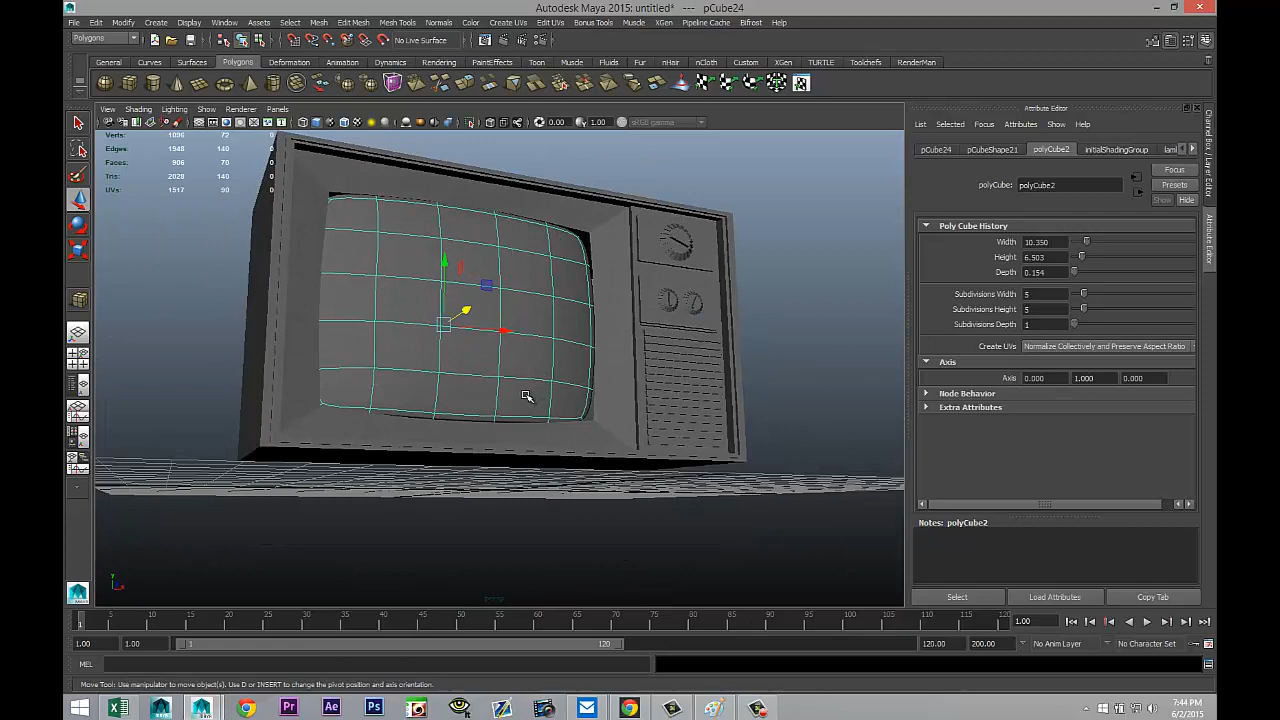 Autodesk Maya 2015: untitled* --- pCube24
File Edit Modify Create Display Window Assets Select Mesh Edit Mesh Mesh Tools Normals Color Create UVs Edit UVs Bonus Tools Muscle XGen Pipeline Cache Bifrost Help
Polygons No Live Surface
General Curves Surfaces Polygons Deformation Animation Dynamics Rendering PaintEffects Toon Muscle Fluids Fur nHair nCloth Custom XGen TURTLE Toolchefs RenderMan
View Shading Lighting Show Renderer Panels
0.00 1.00 sRGB gamma
Verts: 1096 72 0
Edges: 1948 140 0
Faces: 906 70 0
Tris: 2028 140 0
UVs: 1517 90 0
Attribute Editor
List Selected Focus Attributes Show Help
pCube24 pCubeShape21 polyCube2 initialShadingGroup lam
polyCube: polyCube2
Focus
Presets
Show Hide
Poly Cube History
Width 10.350
Height 6.503
Depth 0.154
Subdivisions Width 5
Subdivisions Height 5
Subdivisions Depth 1
Create UVs Normalize Collectively and Preserve Aspect Ratio
Axis
Axis 0.000 1.000 0.000
Node Behavior
Extra Attributes
Notes: polyCube2
Select Load Attributes Copy Tab
Channel Box / Layer Editor
Attribute Editor
persp
y
x
1 5 10 15 20 25 30 35 40 45 50 55 60 65 70 75 80 85 90 95 100 105 110 115 120 1.00
1.00 1.00 1 120 120.00 200.00 No Anim Layer No Character Set
MEL
Move Tool: Use manipulator to move object(s). Use D or INSERT to change the pivot position and axis orientation.
Pr Ae Ps
7:44 PM
6/2/2015